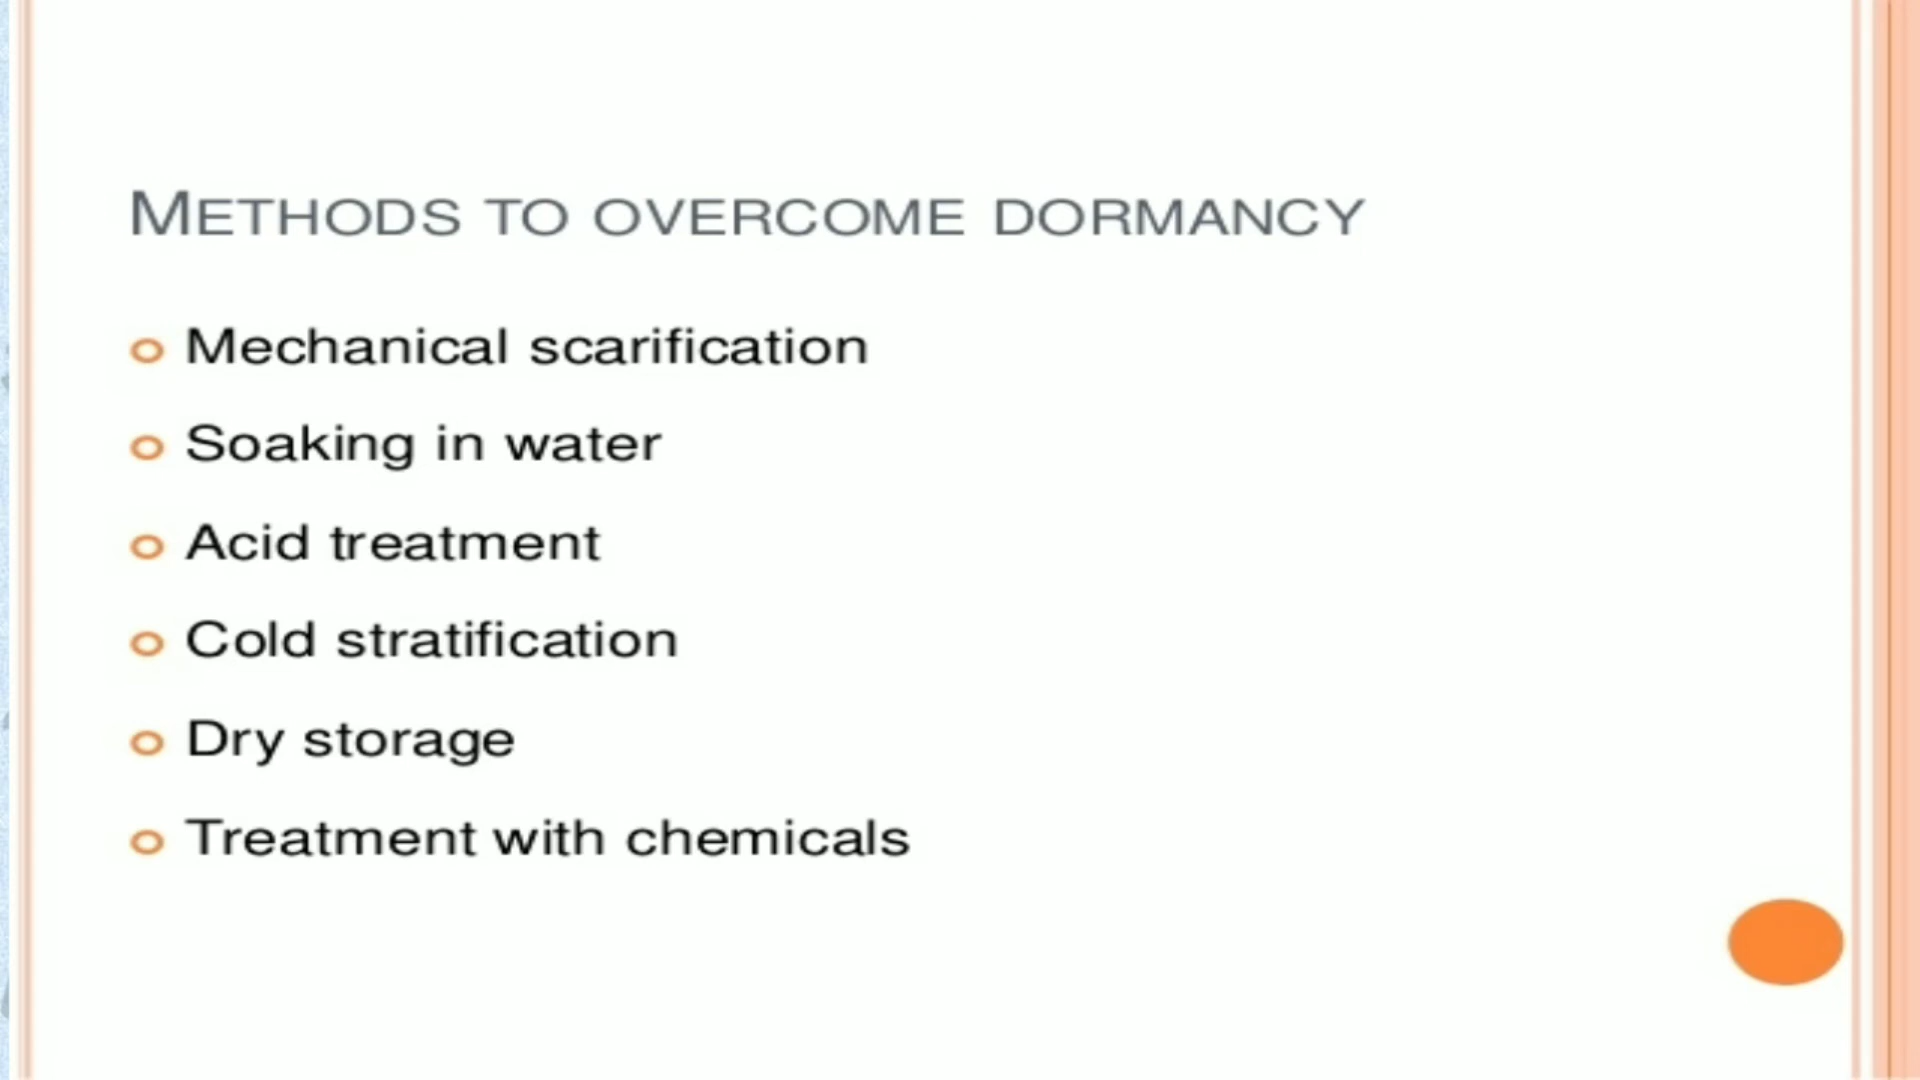 METHODS TO OVERCOME DORMANCY
Mechanical scarification
Soaking in water
Acid treatment
Cold stratification
Dry storage
Treatment with chemicals